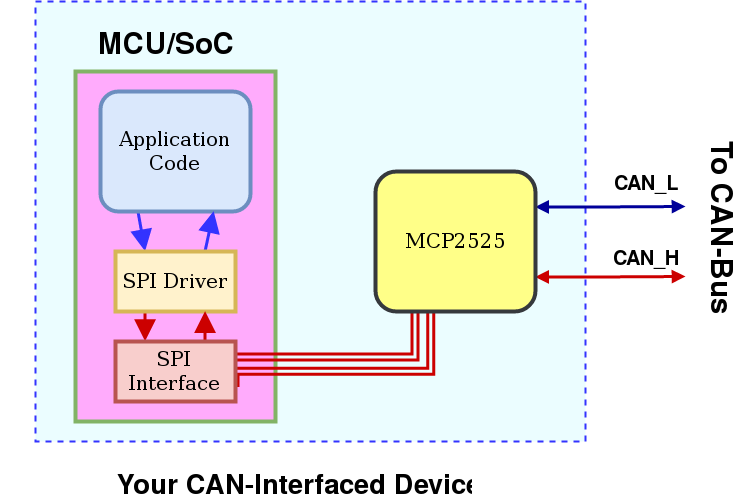 MCU/SoC
Application
Code
SPI Driver
SPI
Interface
MCP2525
CAN_L
CAN_H
To CAN-Bus
Your CAN-Interfaced Device